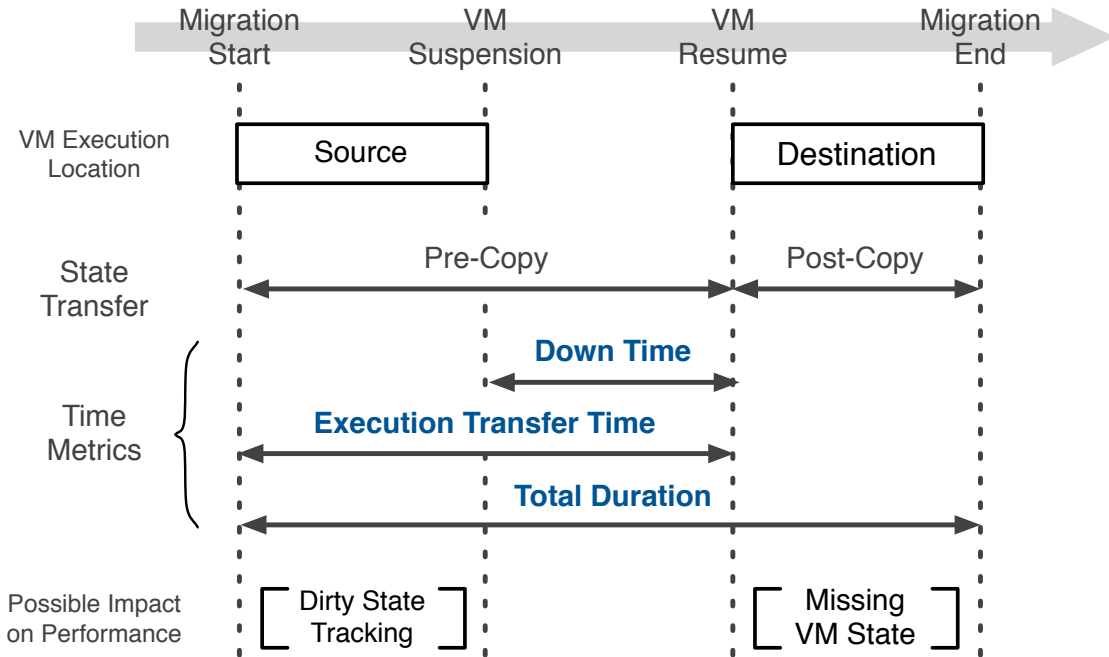 Migration Start
VM Suspension
VM Resume
Migration End
VM Execution
Location
Source
Destination
State
Transfer
Pre-Copy
Post-Copy
Down Time
Time
Metrics
Execution Transfer Time
Total Duration
Possible Impact
on Performance
Dirty State
Tracking
Missing
VM State